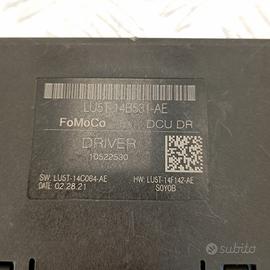 LU5T-14B531-AE
FoMoCo DCU DR
DRIVER
10522530
SW: LU5T-14C064-AE
DATE: 02.28.21
HW: LU5T-14F142-AE
S0Y0B
subito